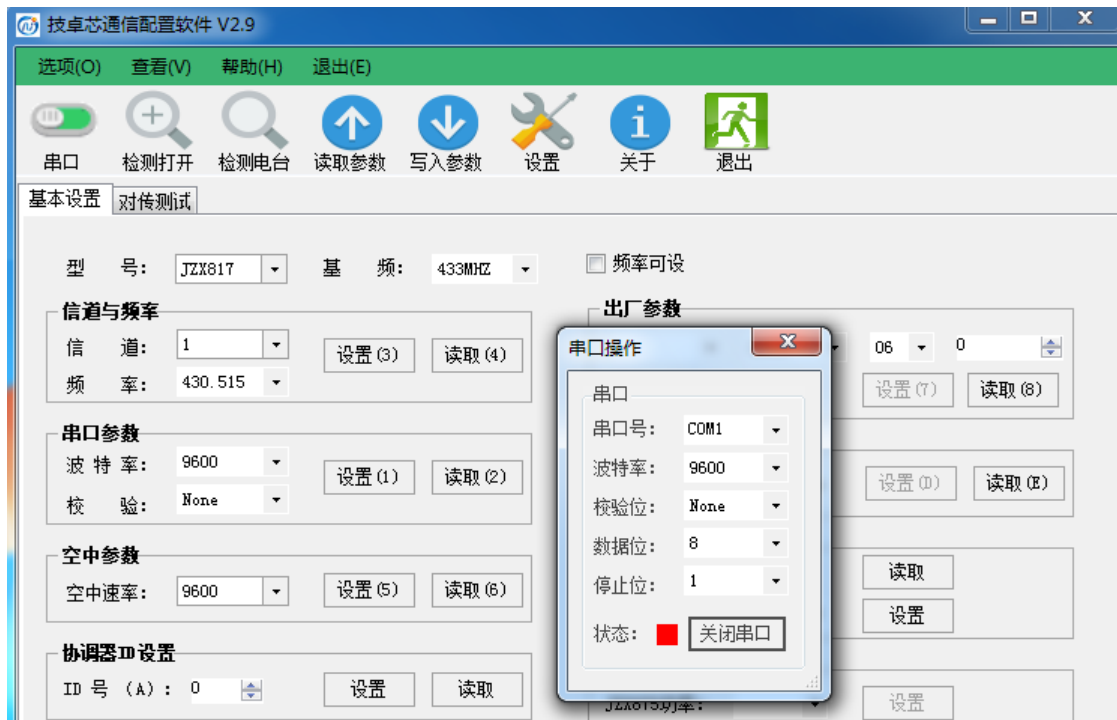 技卓芯通信配置软件 V2.9
选项(O) 查看(V) 帮助(H) 退出(E)
串口 检测打开 检测电台 读取参数 写入参数 设置 关于 退出
基本设置 对传测试
型 号: JZX817 基 频: 433MHZ 频率可设
信道与频率
信 道: 1 设置(3) 读取(4)
频 率: 430.515
串口参数
波 特 率: 9600 设置(1) 读取(2)
校 验: None
空中参数
空中速率: 9600 设置(5) 读取(6)
协调器ID设置
ID 号 (A): 0 设置 读取
出厂参数
06 0
设置(7) 读取(8)
设置(D) 读取(E)
读取
设置
设置
串口操作
串口
串口号: COM1
波特率: 9600
校验位: None
数据位: 8
停止位: 1
状态: 关闭串口